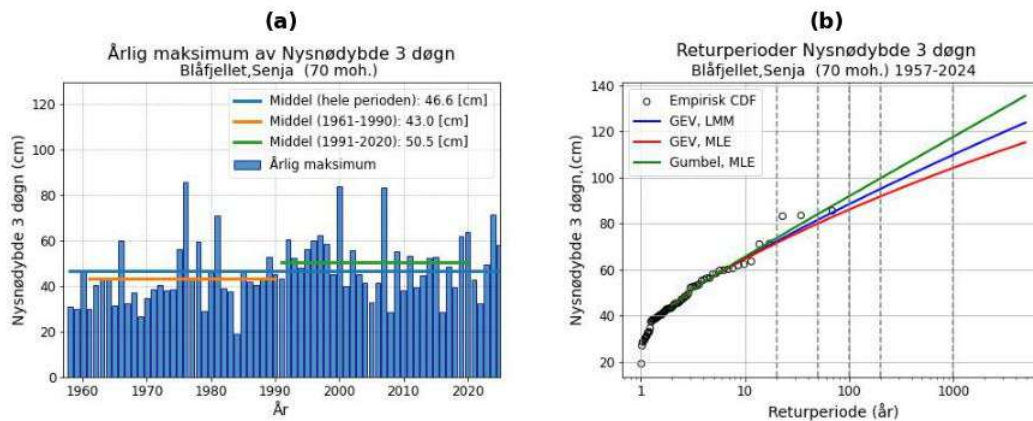 (a)
Årlig maksimum av Nysnødybde 3 døgn
Blåfjellet,Senja (70 moh.)
Middel (hele perioden): 46.6 [cm]
Middel (1961-1990): 43.0 [cm]
Middel (1991-2020): 50.5 [cm]
Årlig maksimum
Nysnødybde 3 døgn (cm)
120
100
80
60
40
20
0
1960
1970
1980
1990
2000
2010
2020
År
(b)
Returperioder Nysnødybde 3 døgn
Blåfjellet,Senja (70 moh.) 1957-2024
Empirisk CDF
GEV, LMM
GEV, MLE
Gumbel, MLE
Nysnødybde 3 døgn,(cm)
140
120
100
80
60
40
20
1
10
100
1000
Returperiode (år)